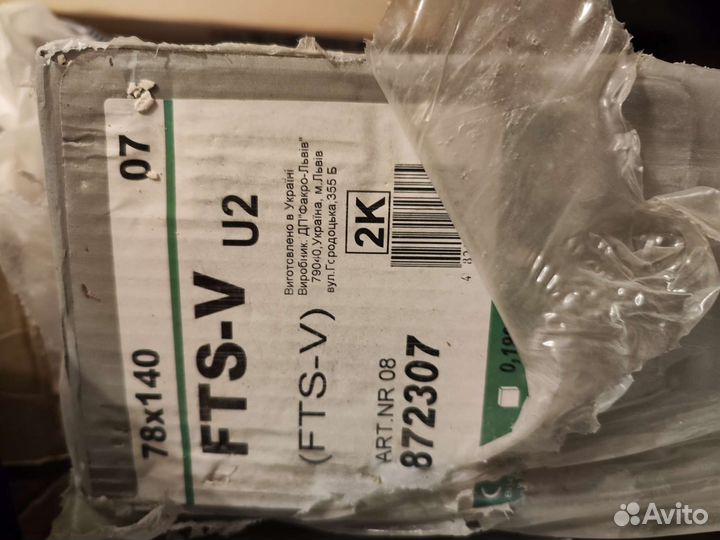 78x140 07
FTS-V U2
(FTS-V)
Виготовлено в Україні
Виробник: ДП"Факро-Львів"
79040,Україна, м.Львів
вул.Городоцька,355 Б
2K
ART.NR 08
872307
Avito